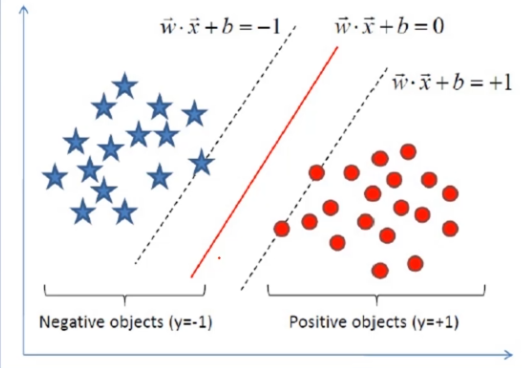 w⃗·x⃗+b=−1
w⃗·x⃗+b=0
w⃗·x⃗+b=+1
Negative objects (y=-1)
Positive objects (y=+1)